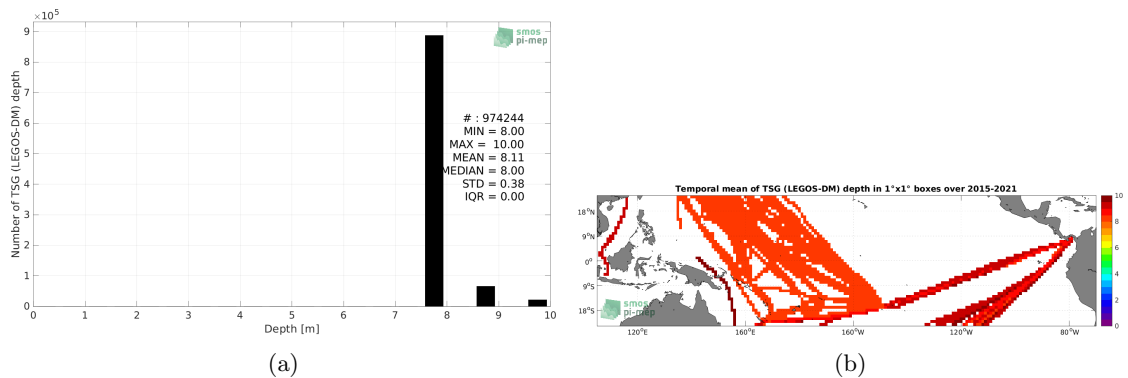 ×10⁵
9
8
7
6
5
4
3
2
1
0
Number of TSG (LEGOS-DM) depth
smos
pi-mep
# : 974244
MIN = 8.00
MAX = 10.00
MEAN = 8.11
MEDIAN = 8.00
STD = 0.38
IQR = 0.00
0 1 2 3 4 5 6 7 8 9 10
Depth [m]
(a)
Temporal mean of TSG (LEGOS-DM) depth in 1°x1° boxes over 2015-2021
18°N
9°N
0°
9°S
18°S
smos
pi-mep
120°E 160°E 160°W 120°W 80°W
10
8
6
4
2
0
(b)